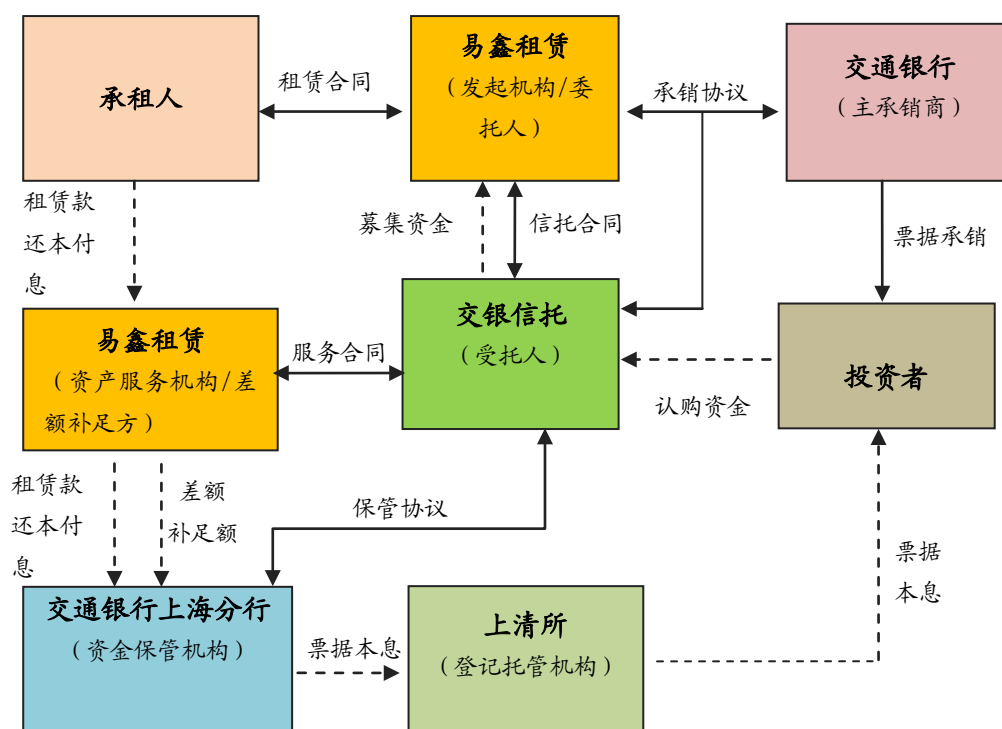 承租人
租赁合同
易鑫租赁
（发起机构/委
托人）
承销协议
交通银行
（主承销商）
租赁款
还本付
息
募集资金
信托合同
票据承销
易鑫租赁
（资产服务机构/差
额补足方）
服务合同
交银信托
（受托人）
认购资金
投资者
租赁款
还本付
息
差额
补足额
保管协议
票据
本息
交通银行上海分行
（资金保管机构）
票据本息
上清所
（登记托管机构）